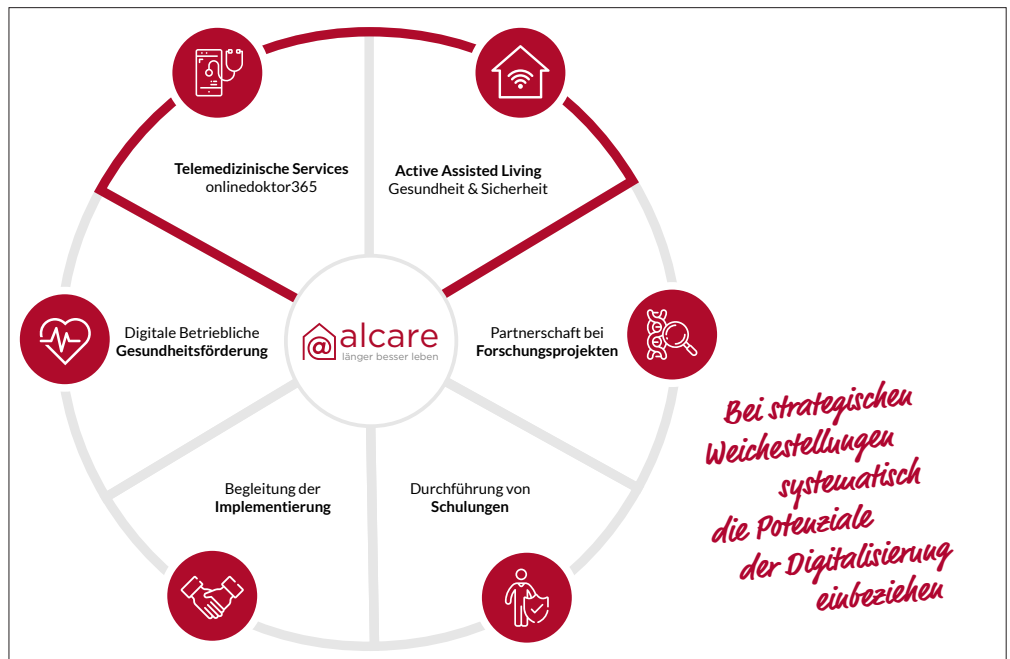 Telemedizinische Services
onlinedoktor365
Active Assisted Living
Gesundheit & Sicherheit
Digitale Betriebliche
Gesundheitsförderung
@alcare
länger besser leben
Partnerschaft bei
Forschungsprojekten
Begleitung der
Implementierung
Durchführung von
Schulungen
Bei strategischen
Weichestellungen
systematisch
die Potenziale
der Digitalisierung
einbeziehen